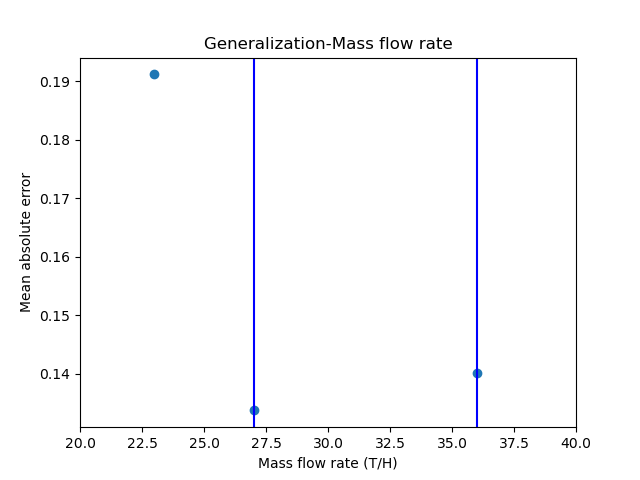 Generalization-Mass flow rate
Mean absolute error
0.19
0.18
0.17
0.16
0.15
0.14
20.0 22.5 25.0 27.5 30.0 32.5 35.0 37.5 40.0
Mass flow rate (T/H)